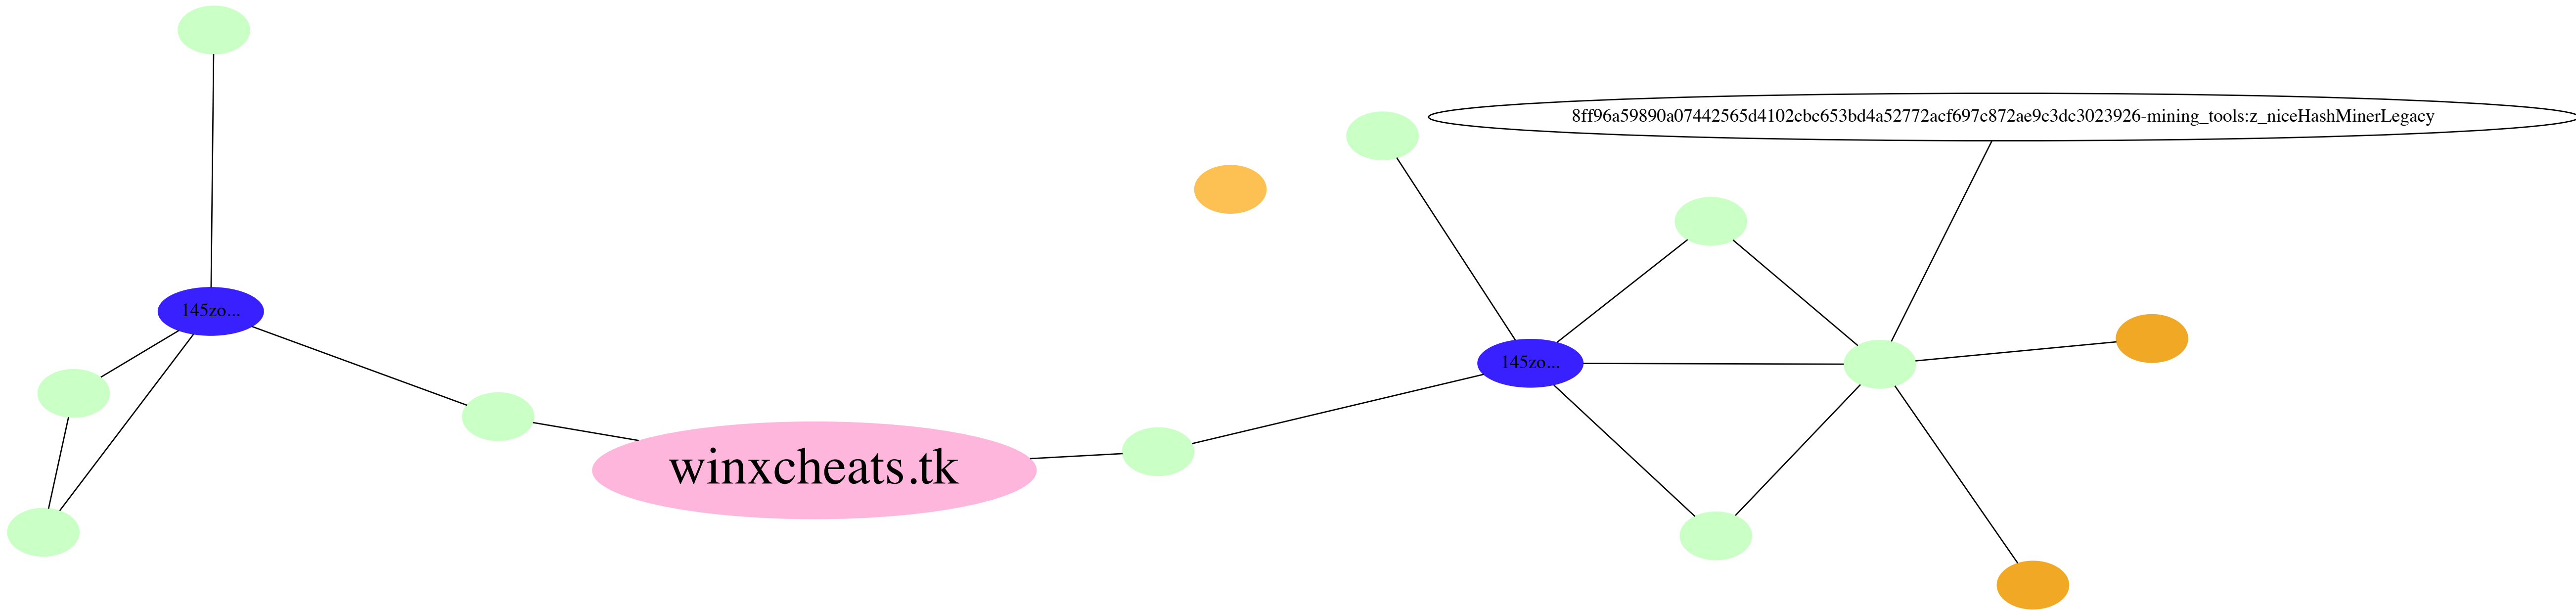 8ff96a59890a07442565d4102cbc653bd4a52772acf697c872ae9c3dc3023926-mining_tools:z_niceHashMinerLegacy
145zo...
145zo...
winxcheats.tk